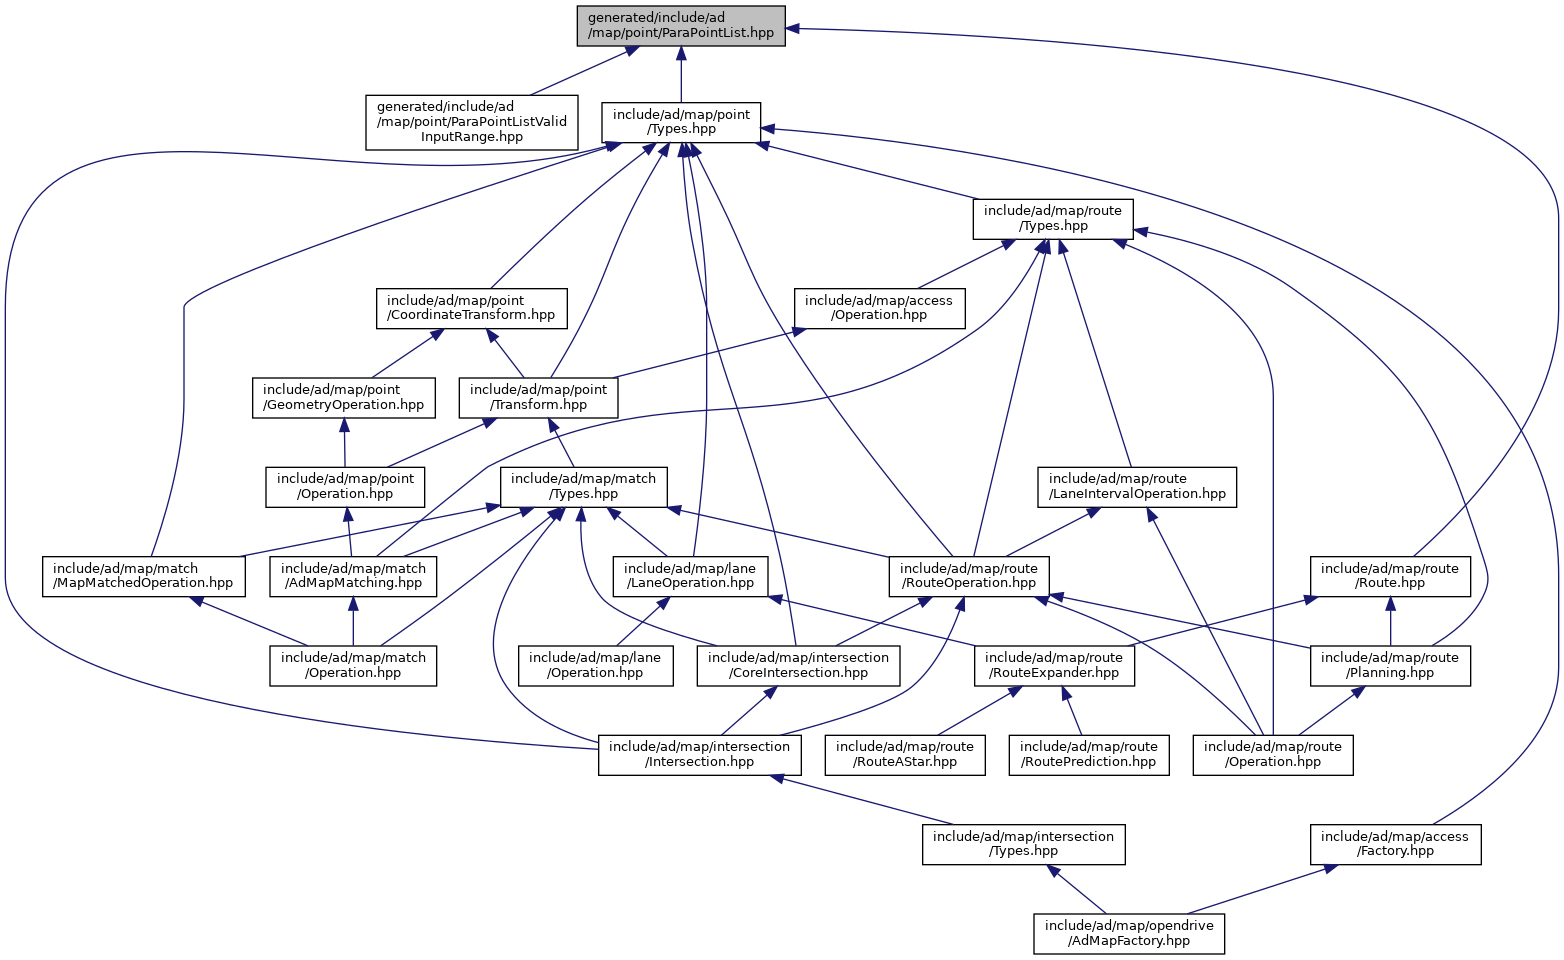 generated/include/ad
/map/point/ParaPointList.hpp
generated/include/ad
/map/point/ParaPointListValid
InputRange.hpp
include/ad/map/point
/Types.hpp
include/ad/map/route
/Types.hpp
include/ad/map/point
/CoordinateTransform.hpp
include/ad/map/access
/Operation.hpp
include/ad/map/point
/GeometryOperation.hpp
include/ad/map/point
/Transform.hpp
include/ad/map/point
/Operation.hpp
include/ad/map/match
/Types.hpp
include/ad/map/route
/LaneIntervalOperation.hpp
include/ad/map/match
/MapMatchedOperation.hpp
include/ad/map/match
/AdMapMatching.hpp
include/ad/map/lane
/LaneOperation.hpp
include/ad/map/route
/RouteOperation.hpp
include/ad/map/route
/Route.hpp
include/ad/map/match
/Operation.hpp
include/ad/map/lane
/Operation.hpp
include/ad/map/intersection
/CoreIntersection.hpp
include/ad/map/route
/RouteExpander.hpp
include/ad/map/route
/Planning.hpp
include/ad/map/intersection
/Intersection.hpp
include/ad/map/route
/RouteAStar.hpp
include/ad/map/route
/RoutePrediction.hpp
include/ad/map/route
/Operation.hpp
include/ad/map/intersection
/Types.hpp
include/ad/map/access
/Factory.hpp
include/ad/map/opendrive
/AdMapFactory.hpp